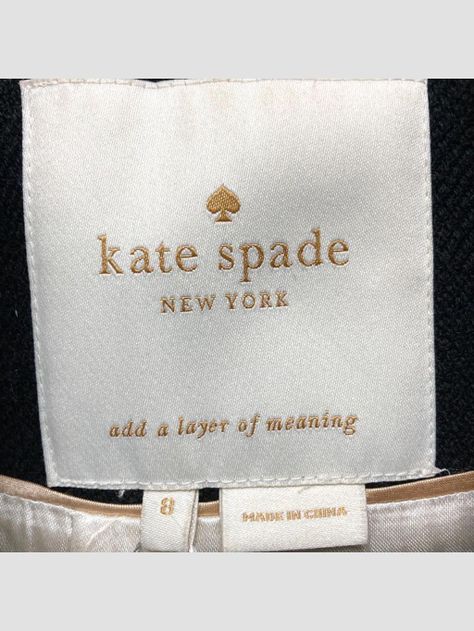 kate spade
NEW YORK
add a layer of meaning
8
MADE IN CHINA